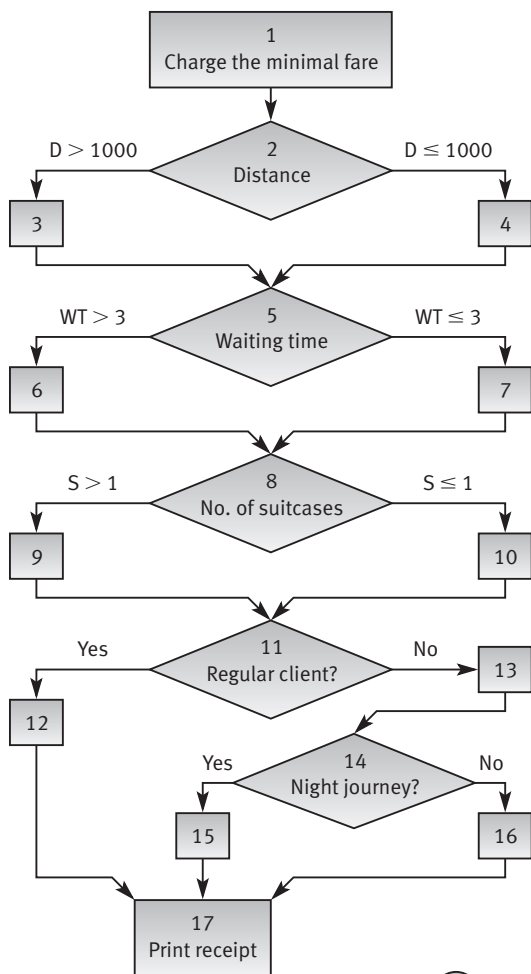 1
Charge the minimal fare
D > 1000
2
Distance
D ≤ 1000
3
4
WT > 3
5
Waiting time
WT ≤ 3
6
7
S > 1
8
No. of suitcases
S ≤ 1
9
10
Yes
11
Regular client?
No
13
12
Yes
14
Night journey?
No
15
16
17
Print receipt